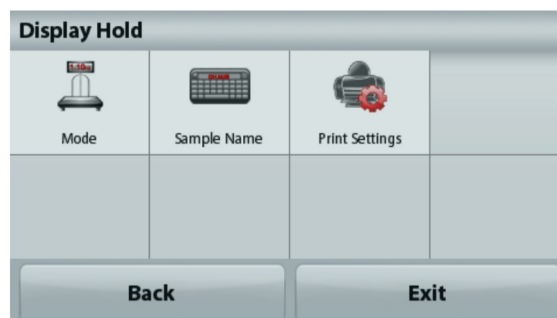 Display Hold
Mode
Sample Name
Print Settings
Back
Exit